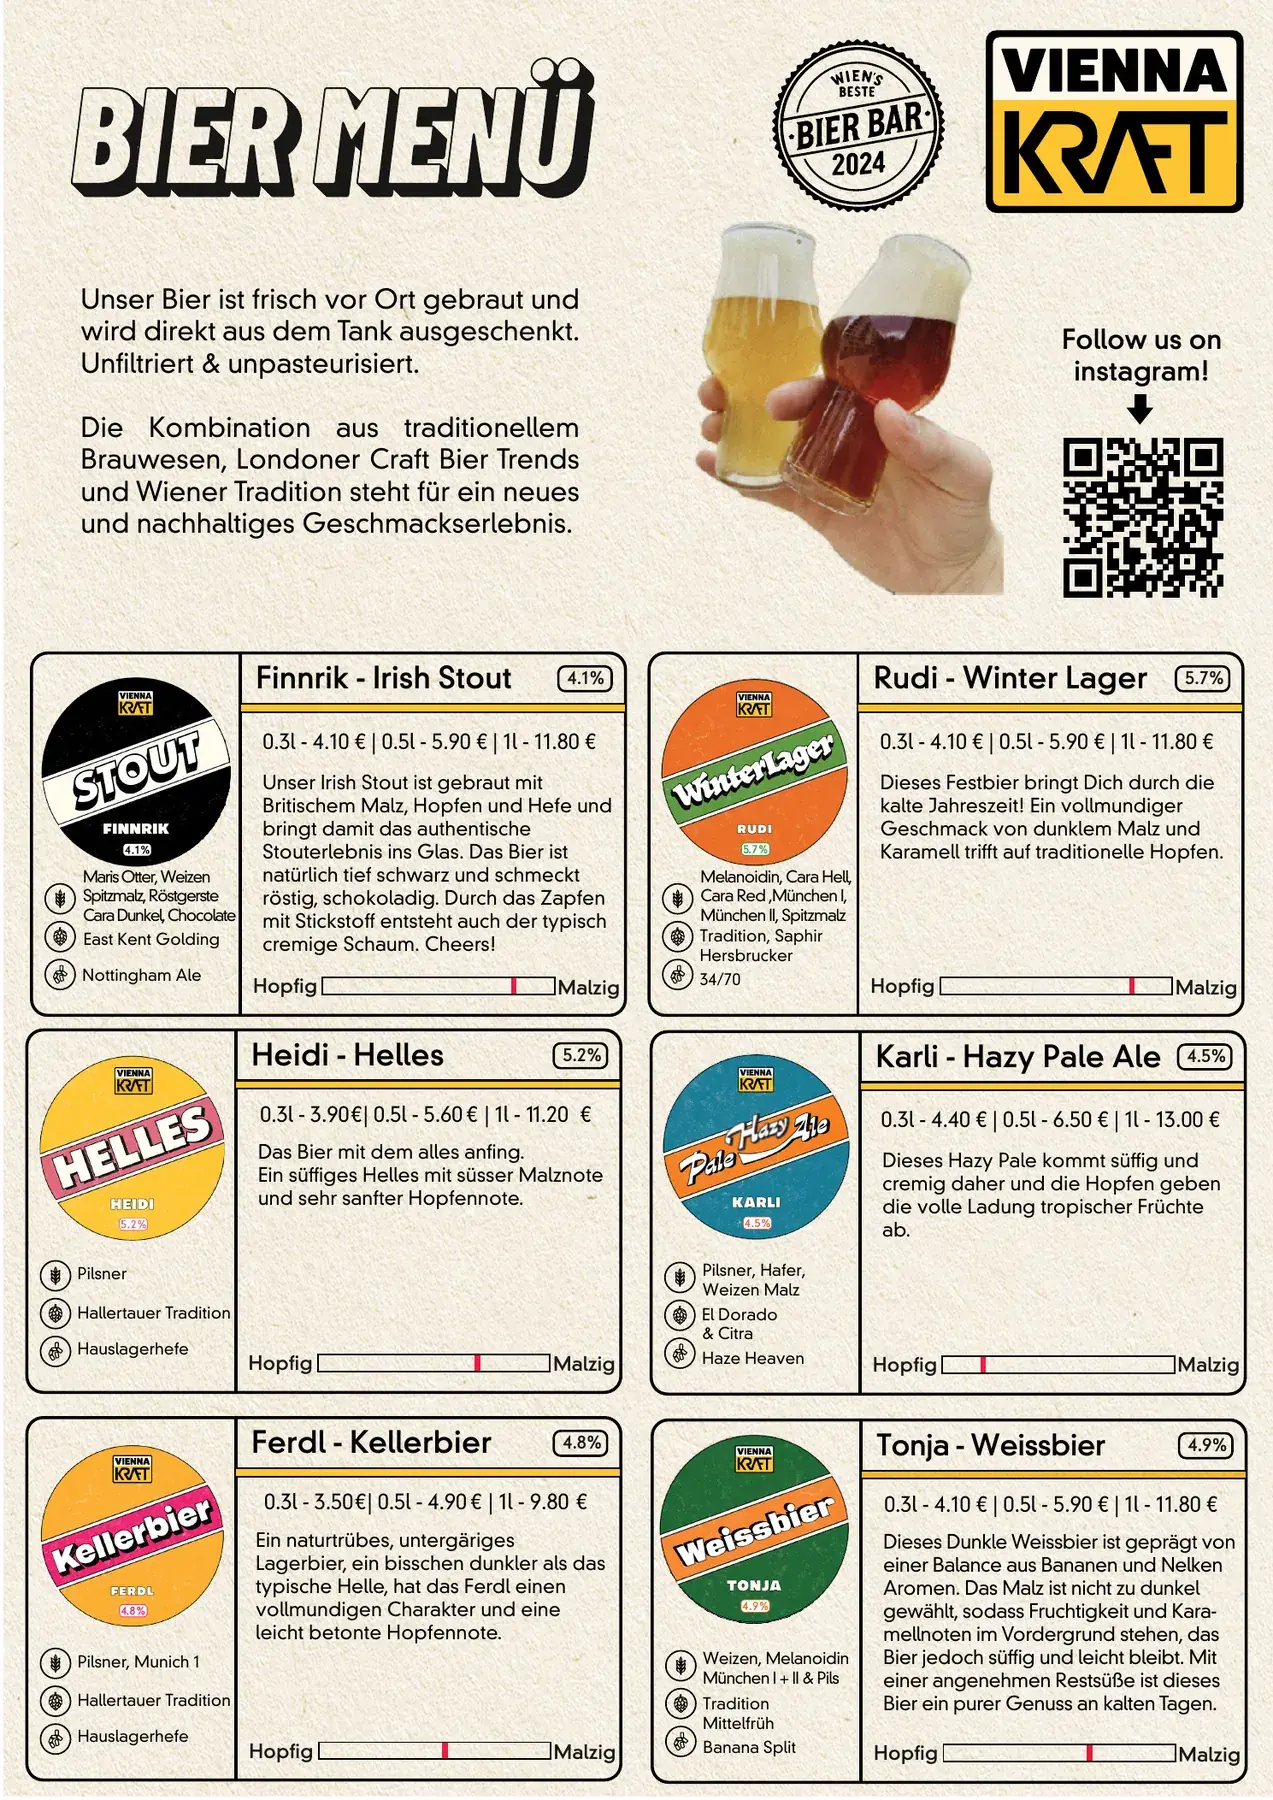 BIER MENÜ
WIEN'S
BESTE
·BIER BAR·
2024
VIENNA
KRAFT
Unser Bier ist frisch vor Ort gebraut und
wird direkt aus dem Tank ausgeschenkt.
Unfiltriert & unpasteurisiert.
Die Kombination aus traditionellem
Brauwesen, Londoner Craft Bier Trends
und Wiener Tradition steht für ein neues
und nachhaltiges Geschmackserlebnis.
Follow us on
instagram!
VIENNA
KRAFT
STOUT
FINNRIK
4.1%
Maris Otter, Weizen
Spitzmalz, Röstgerste
Cara Dunkel, Chocolate
East Kent Golding
Nottingham Ale
Finnrik - Irish Stout
4.1%
0.3l - 4.10 € | 0.5l - 5.90 € | 1l - 11.80 €
Unser Irish Stout ist gebraut mit
Britischem Malz, Hopfen und Hefe und
bringt damit das authentische
Stouterlebnis ins Glas. Das Bier ist
natürlich tief schwarz und schmeckt
röstig, schokoladig. Durch das Zapfen
mit Stickstoff entsteht auch der typisch
cremige Schaum. Cheers!
Hopfig Malzig
VIENNA
KRAFT
WinterLager
RUDI
5.7%
Melanoidin, Cara Hell,
Cara Red ,München I,
München II, Spitzmalz
Tradition, Saphir
Hersbrucker
34/70
Rudi - Winter Lager
5.7%
0.3l - 4.10 € | 0.5l - 5.90 € | 1l - 11.80 €
Dieses Festbier bringt Dich durch die
kalte Jahreszeit! Ein vollmundiger
Geschmack von dunklem Malz und
Karamell trifft auf traditionelle Hopfen.
Hopfig Malzig
VIENNA
KRAFT
HELLES
HEIDI
5.2%
Pilsner
Hallertauer Tradition
Hauslagerhefe
Heidi - Helles
5.2%
0.3l - 3.90€| 0.5l - 5.60 € | 1l - 11.20 €
Das Bier mit dem alles anfing.
Ein süffiges Helles mit süsser Malznote
und sehr sanfter Hopfennote.
Hopfig Malzig
VIENNA
KRAFT
Hazy
Pale Ale
KARLI
4.5%
Pilsner, Hafer,
Weizen Malz
El Dorado
& Citra
Haze Heaven
Karli - Hazy Pale Ale
4.5%
0.3l - 4.40 € | 0.5l - 6.50 € | 1l - 13.00 €
Dieses Hazy Pale kommt süffig und
cremig daher und die Hopfen geben
die volle Ladung tropischer Früchte
ab.
Hopfig Malzig
VIENNA
KRAFT
Kellerbier
FERDL
4.8%
Pilsner, Munich 1
Hallertauer Tradition
Hauslagerhefe
Ferdl - Kellerbier
4.8%
0.3l - 3.50€| 0.5l - 4.90 € | 1l - 9.80 €
Ein naturtrübes, untergäriges
Lagerbier, ein bisschen dunkler als das
typische Helle, hat das Ferdl einen
vollmundigen Charakter und eine
leicht betonte Hopfennote.
Hopfig Malzig
VIENNA
KRAFT
Weissbier
TONJA
4.9%
Weizen, Melanoidin
München I + II & Pils
Tradition
Mittelfrüh
Banana Split
Tonja - Weissbier
4.9%
0.3l - 4.10 € | 0.5l - 5.90 € | 1l - 11.80 €
Dieses Dunkle Weissbier ist geprägt von
einer Balance aus Bananen und Nelken
Aromen. Das Malz ist nicht zu dunkel
gewählt, sodass Fruchtigkeit und Kara-
mellnoten im Vordergrund stehen, das
Bier jedoch süffig und leicht bleibt. Mit
einer angenehmen Restsüße ist dieses
Bier ein purer Genuss an kalten Tagen.
Hopfig Malzig